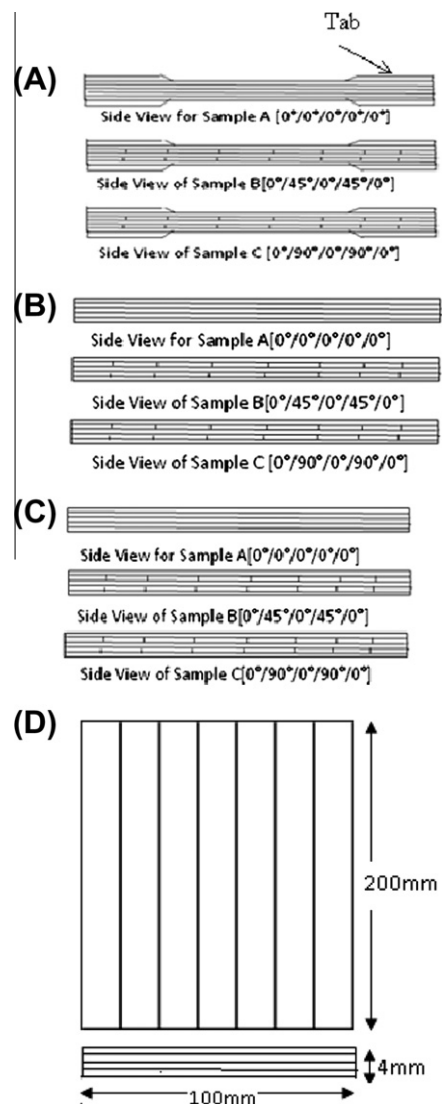 Tab
(A)
Side View for Sample A [0°/0°/0°/0°/0°]
Side View of Sample B[0°/45°/0°/45°/0°]
Side View of Sample C [0°/90°/0°/90°/0°]
(B)
Side View for Sample A[0°/0°/0°/0°/0°]
Side View of Sample B[0°/45°/0°/45°/0°]
Side View of Sample C [0°/90°/0°/90°/0°]
(C)
Side View for Sample A[0°/0°/0°/0°/0°]
Side View of Sample B[0°/45°/0°/45°/0°]
Side View of Sample C[0°/90°/0°/90°/0°]
(D)
200mm
4mm
100mm